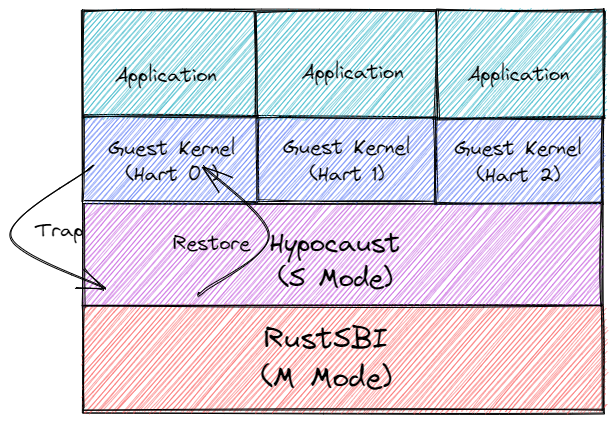 Application
Application
Application
Guest Kernel
(Hart 0)
Guest Kernel
(Hart 1)
Guest Kernel
(Hart 2)
Trap
Restore
Hypocaust
(S Mode)
RustSBI
(M Mode)